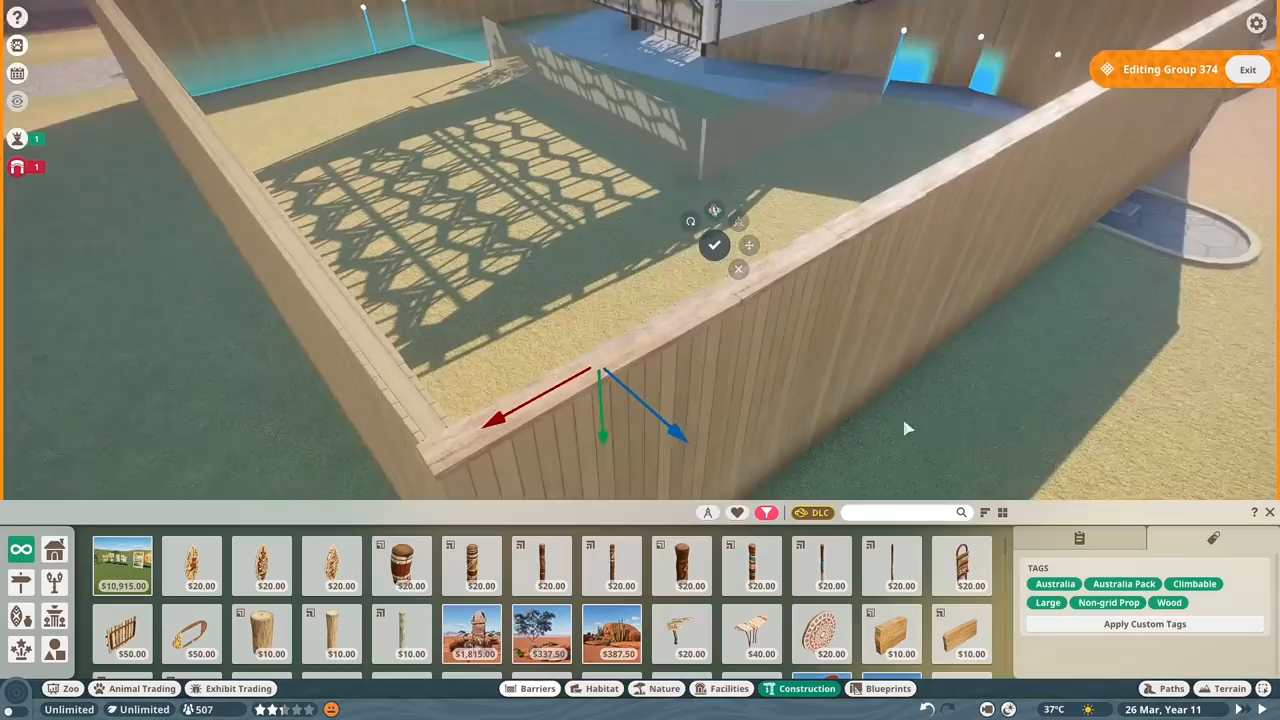 ?
Editing Group 374
Exit
1
1
DLC
? ✕
$10,915.00
$20.00
$20.00
$20.00
$20.00
$20.00
$20.00
$20.00
$20.00
$20.00
$20.00
$20.00
$20.00
$50.00
$50.00
$10.00
$10.00
$10.00
$1,815.00
$337.50
$387.50
$20.00
$40.00
$20.00
$10.00
$10.00
TAGS
Australia
Australia Pack
Climbable
Large
Non-grid Prop
Wood
Apply Custom Tags
Zoo
Animal Trading
Exhibit Trading
Barriers
Habitat
Nature
Facilities
Construction
Blueprints
Paths
Terrain
Unlimited
Unlimited
507
37°C
26 Mar, Year 11